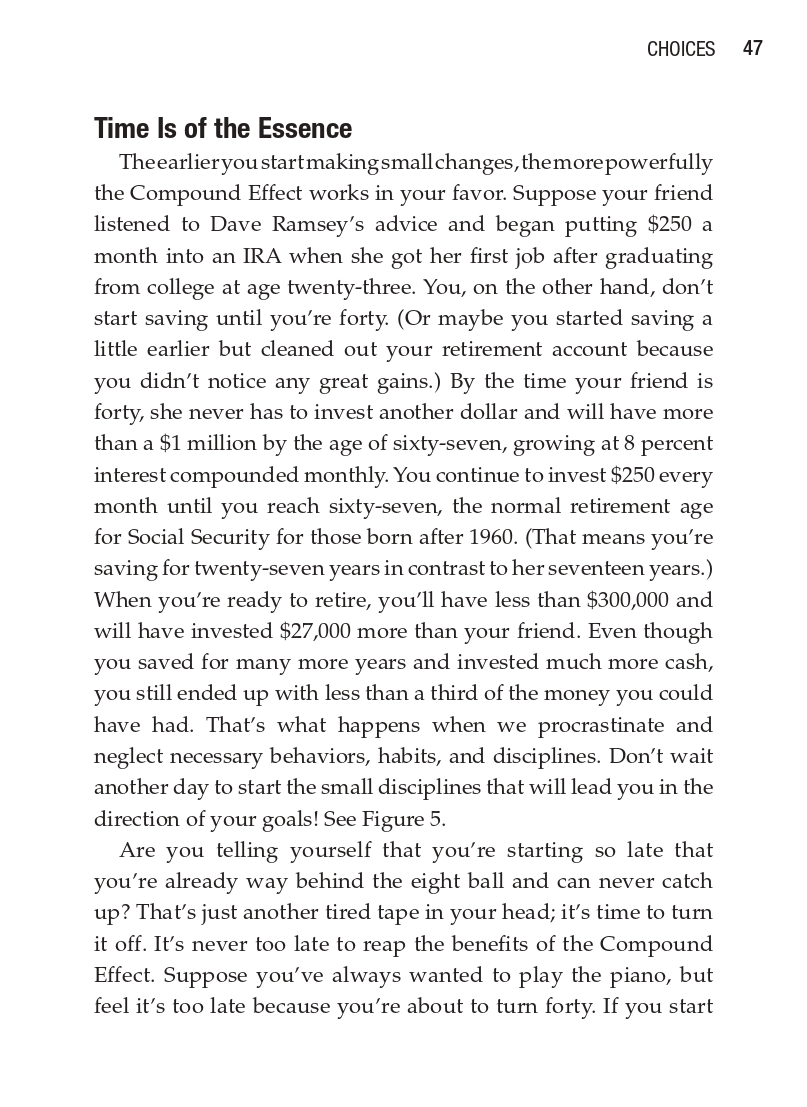 CHOICES 47
Time Is of the Essence
The earlier you start making small changes, the more powerfully
the Compound Effect works in your favor. Suppose your friend
listened to Dave Ramsey’s advice and began putting $250 a
month into an IRA when she got her first job after graduating
from college at age twenty-three. You, on the other hand, don’t
start saving until you’re forty. (Or maybe you started saving a
little earlier but cleaned out your retirement account because
you didn’t notice any great gains.) By the time your friend is
forty, she never has to invest another dollar and will have more
than a $1 million by the age of sixty-seven, growing at 8 percent
interest compounded monthly. You continue to invest $250 every
month until you reach sixty-seven, the normal retirement age
for Social Security for those born after 1960. (That means you’re
saving for twenty-seven years in contrast to her seventeen years.)
When you’re ready to retire, you’ll have less than $300,000 and
will have invested $27,000 more than your friend. Even though
you saved for many more years and invested much more cash,
you still ended up with less than a third of the money you could
have had. That’s what happens when we procrastinate and
neglect necessary behaviors, habits, and disciplines. Don’t wait
another day to start the small disciplines that will lead you in the
direction of your goals! See Figure 5.
Are you telling yourself that you’re starting so late that
you’re already way behind the eight ball and can never catch
up? That’s just another tired tape in your head; it’s time to turn
it off. It’s never too late to reap the benefits of the Compound
Effect. Suppose you’ve always wanted to play the piano, but
feel it’s too late because you’re about to turn forty. If you start